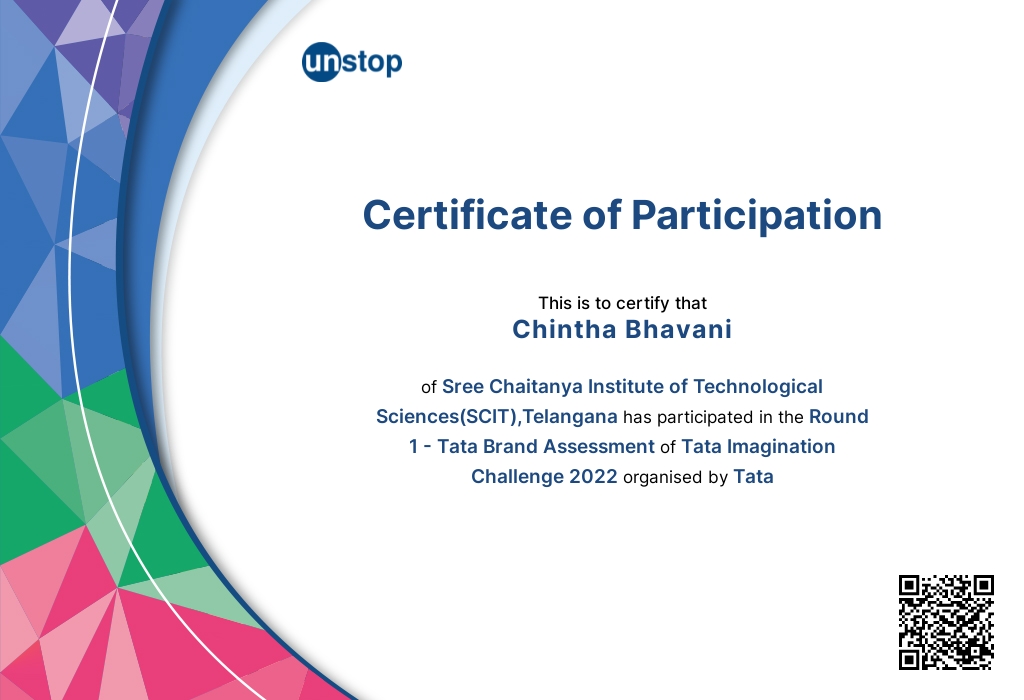 unstop
Certificate of Participation
This is to certify that
Chintha Bhavani
of Sree Chaitanya Institute of Technological
Sciences(SCIT),Telangana has participated in the Round
1 - Tata Brand Assessment of Tata Imagination
Challenge 2022 organised by Tata